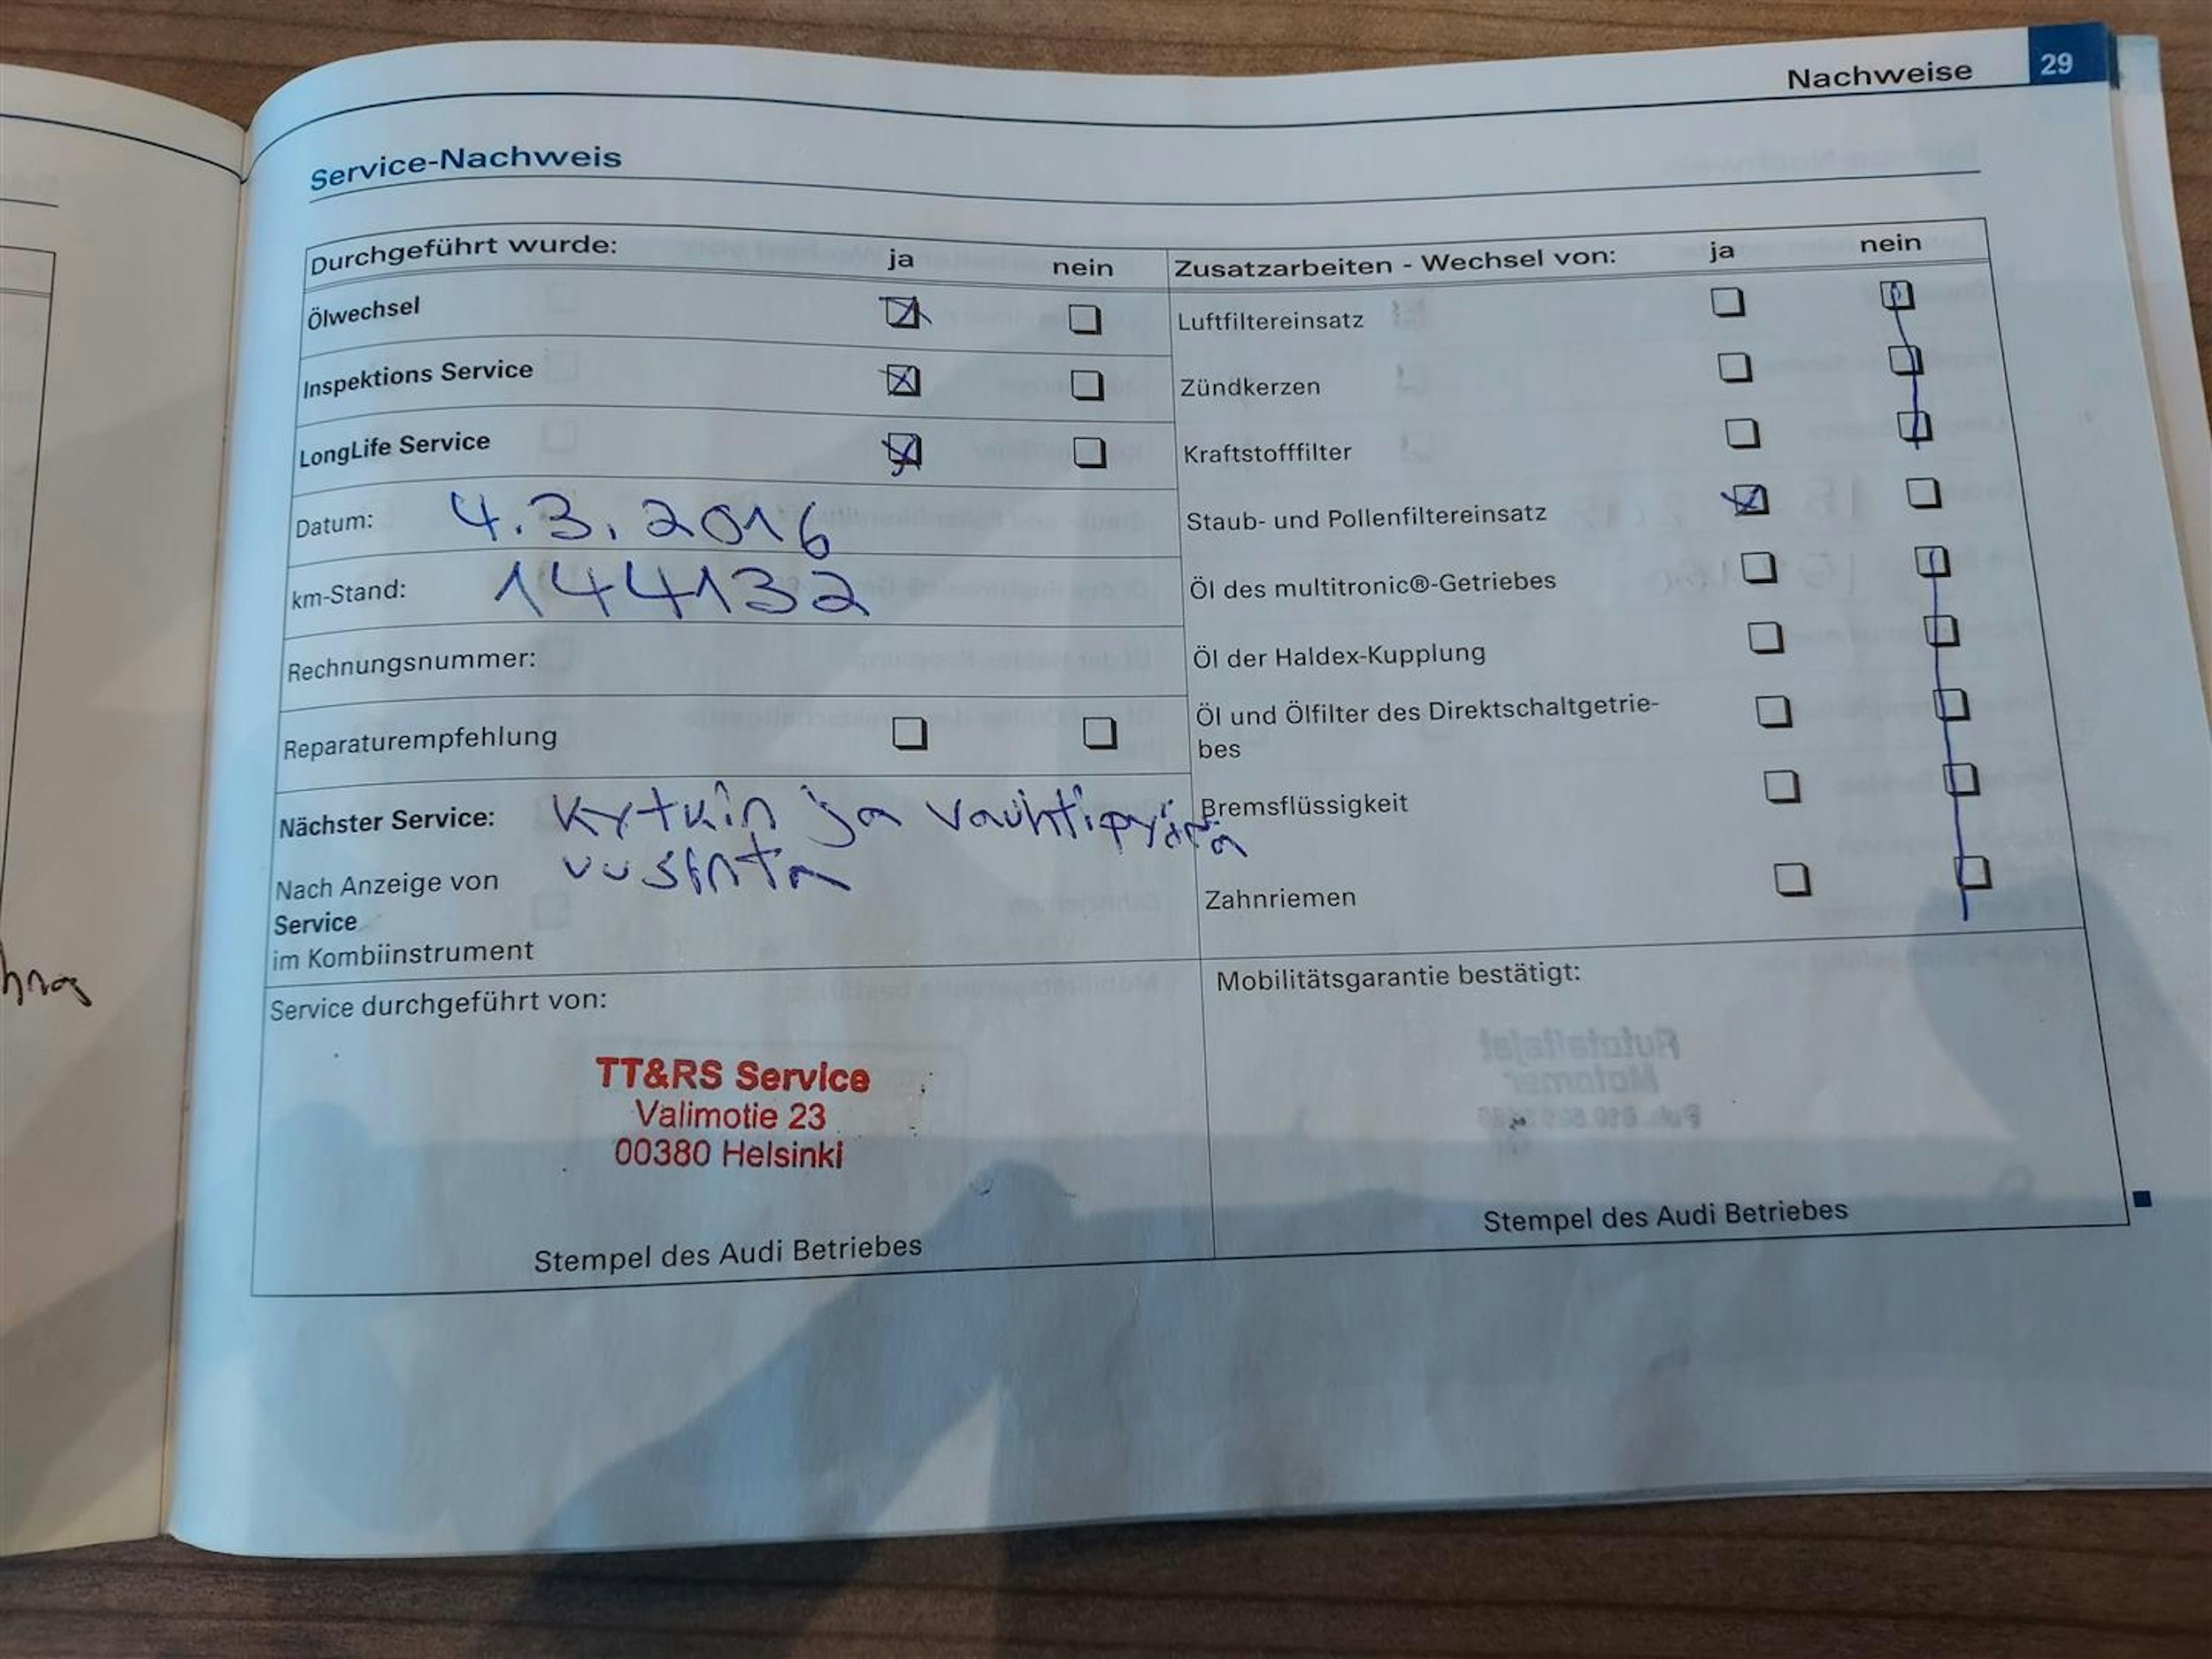 Nachweise 29
Service-Nachweis
Durchgeführt wurde: ja nein
Ölwechsel
Inspektions Service
LongLife Service
Datum: 4.3.2016
km-Stand: 144132
Rechnungsnummer:
Reparaturempfehlung
Nächster Service: Kytkin ja vauhtipyörä
uusinta
Nach Anzeige von
Service
im Kombiinstrument
Zusatzarbeiten - Wechsel von: ja nein
Luftfiltereinsatz
Zündkerzen
Kraftstofffilter
Staub- und Pollenfiltereinsatz
Öl des multitronic®-Getriebes
Öl der Haldex-Kupplung
Öl und Ölfilter des Direktschaltgetrie-
bes
Bremsflüssigkeit
Zahnriemen
Service durchgeführt von:
TT&RS Service
Valimotie 23
00380 Helsinki
Stempel des Audi Betriebes
Mobilitätsgarantie bestätigt:
Stempel des Audi Betriebes